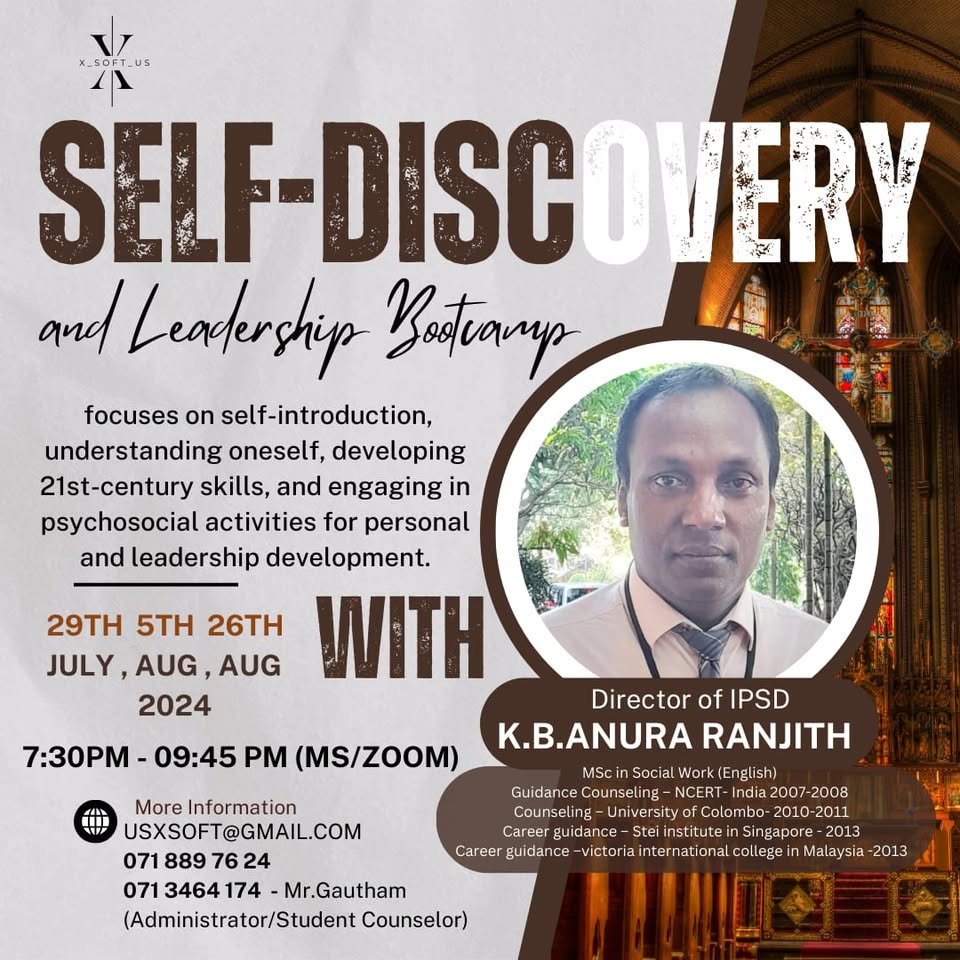 X_SOFT_US
SELF-DISCOVERY
and Leadership Bootcamp
focuses on self-introduction,
understanding oneself, developing
21st-century skills, and engaging in
psychosocial activities for personal
and leadership development.
29TH 5TH 26TH
JULY , AUG , AUG
2024
WITH
7:30PM - 09:45 PM (MS/ZOOM)
More Information
USXSOFT@GMAIL.COM
071 889 76 24
071 3464 174 - Mr.Gautham
(Administrator/Student Counselor)
Director of IPSD
K.B.ANURA RANJITH
MSc in Social Work (English)
Guidance Counseling – NCERT- India 2007-2008
Counseling – University of Colombo- 2010-2011
Career guidance – Stei institute in Singapore - 2013
Career guidance –victoria international college in Malaysia -2013